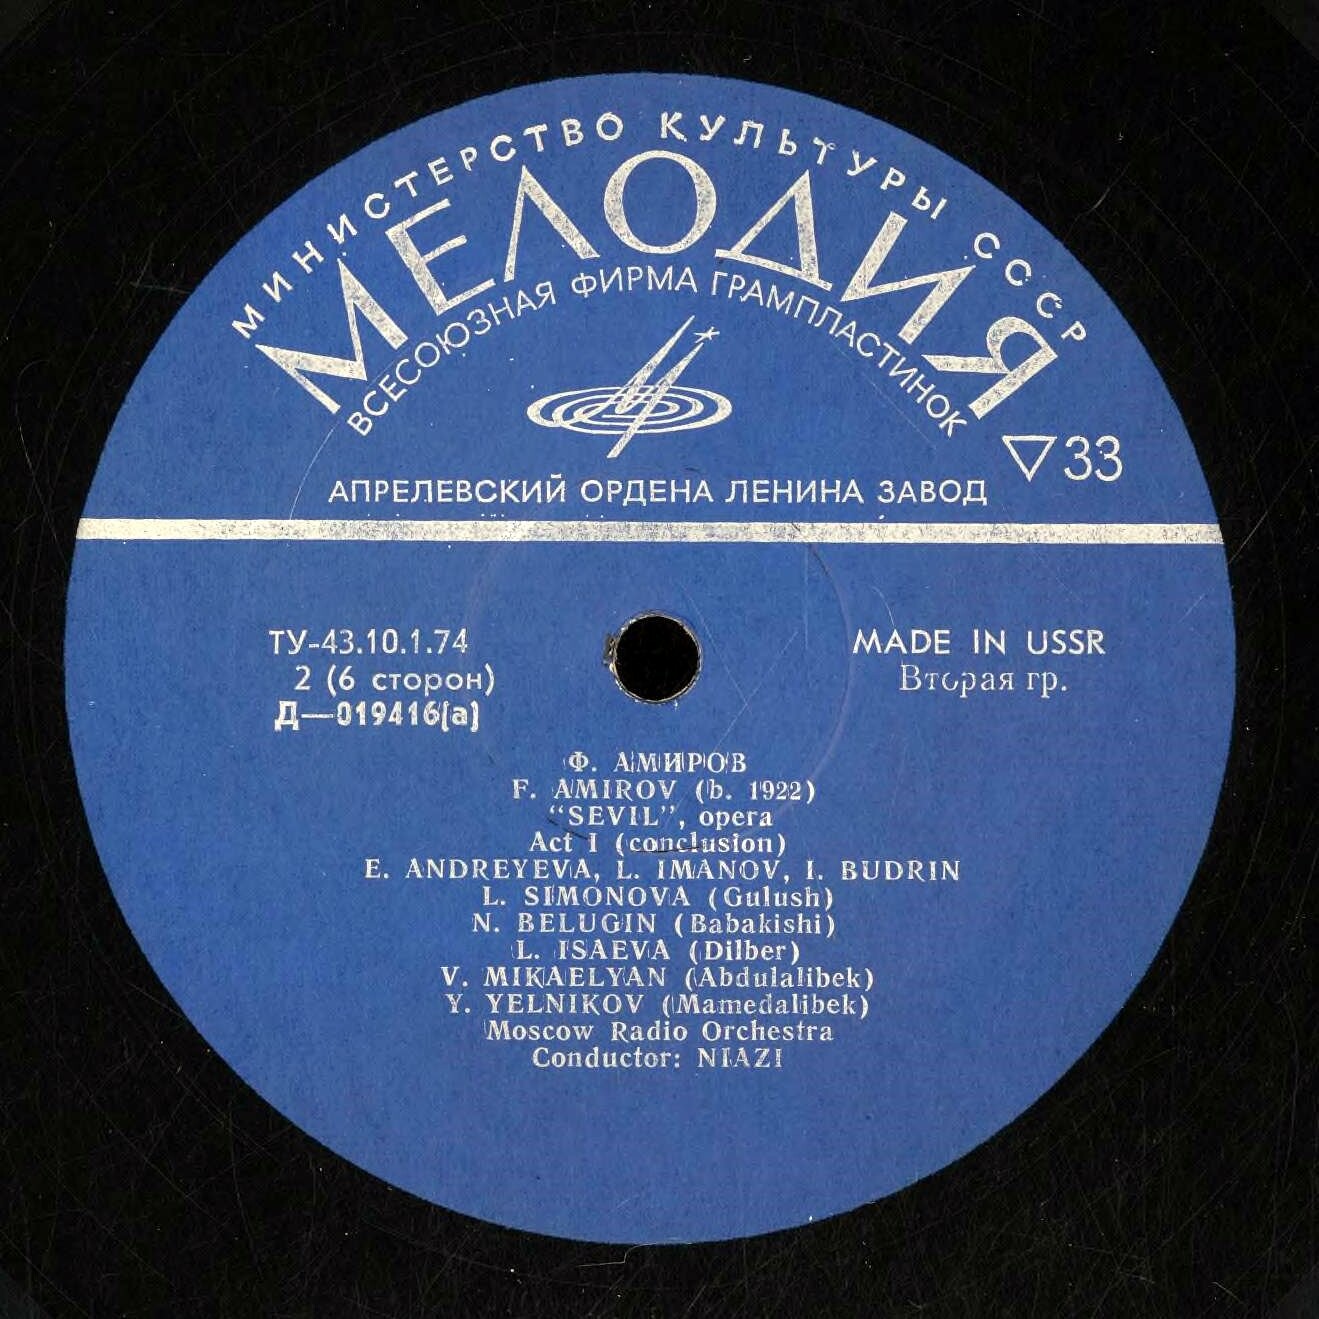 МИНИСТЕРСТВО КУЛЬТУРЫ СССР
МЕЛОДИЯ
ВСЕСОЮЗНАЯ ФИРМА ГРАМПЛАСТИНОК
▽33
АПРЕЛЕВСКИЙ ОРДЕНА ЛЕНИНА ЗАВОД
ТУ-43.10.1.74
2 (6 сторон)
Д—019416(а)
MADE IN USSR
Вторая гр.
Ф. АМИРОВ
F. AMIROV (b. 1922)
“SEVIL”, opera
Act I (conclusion)
E. ANDREYEVA, L. IMANOV, I. BUDRIN
L. SIMONOVA (Gulush)
N. BELUGIN (Babakishi)
L. ISAEVA (Dilber)
V. MIKAELYAN (Abdulalibek)
Y. YELNIKOV (Mamedalibek)
Moscow Radio Orchestra
Conductor: NIAZI